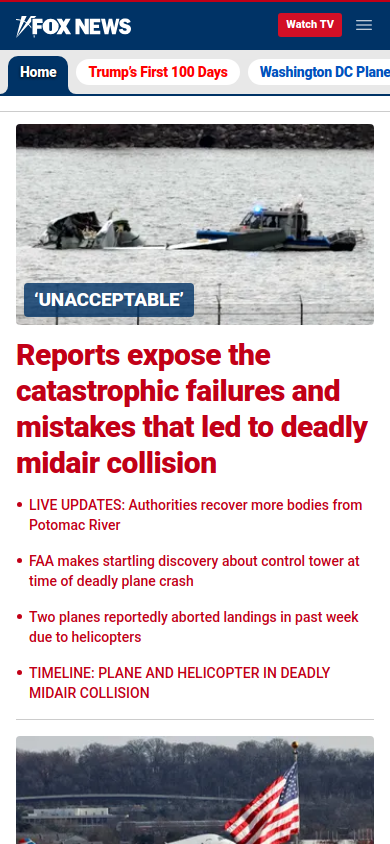 FOX NEWS
Watch TV
Home
Trump's First 100 Days
Washington DC Plane
‘UNACCEPTABLE’
Reports expose the
catastrophic failures and
mistakes that led to deadly
midair collision
• LIVE UPDATES: Authorities recover more bodies from
Potomac River
• FAA makes startling discovery about control tower at
time of deadly plane crash
• Two planes reportedly aborted landings in past week
due to helicopters
• TIMELINE: PLANE AND HELICOPTER IN DEADLY
MIDAIR COLLISION